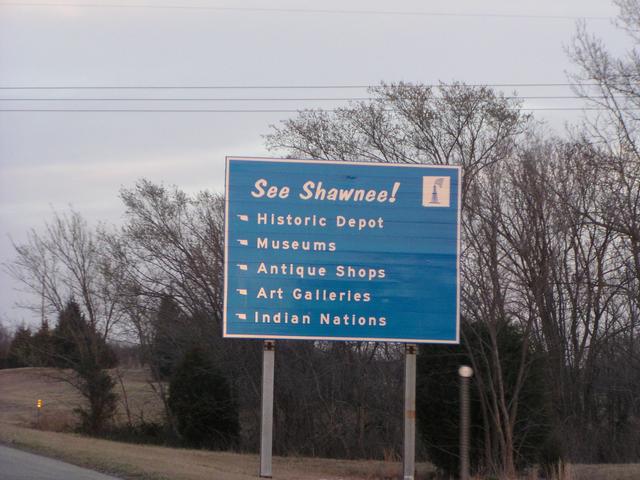 See Shawnee!
Historic Depot
Museums
Antique Shops
Art Galleries
Indian Nations